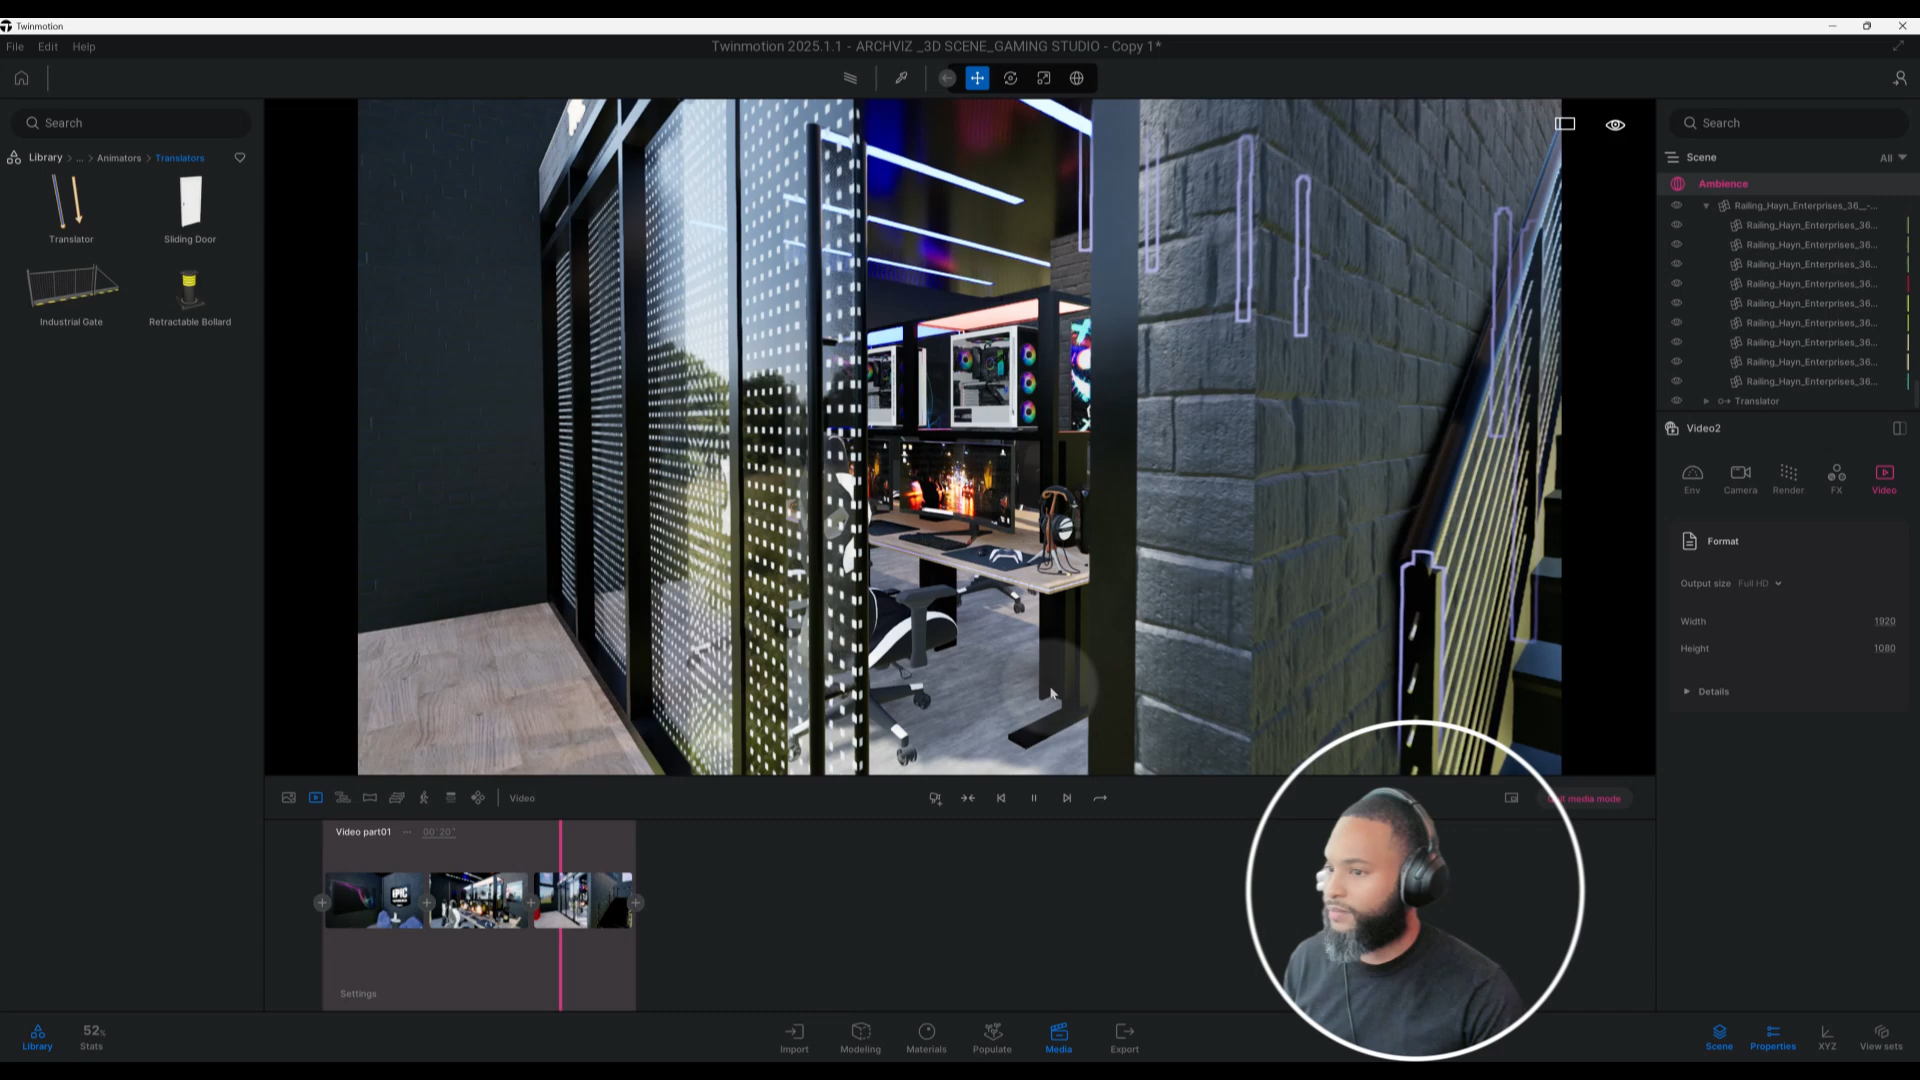 Twinmotion
File Edit Help
Twinmotion 2025.1.1 - ARCHVIZ _3D SCENE_GAMING STUDIO - Copy 1*
Search
Library > ... > Animators > Translators
Translator
Sliding Door
Industrial Gate
Retractable Bollard
Search
Scene
All
Ambience
Railing_Hayn_Enterprises_36__-...
Railing_Hayn_Enterprises_36...
Railing_Hayn_Enterprises_36...
Railing_Hayn_Enterprises_36...
Railing_Hayn_Enterprises_36...
Railing_Hayn_Enterprises_36...
Railing_Hayn_Enterprises_36...
Railing_Hayn_Enterprises_36...
Railing_Hayn_Enterprises_36...
Railing_Hayn_Enterprises_36...
Translator
Video2
Env Camera Render FX Video
Format
Output size Full HD
Width 1920
Height 1080
Details
Video
media mode
Video part01 ... 00'20"
EPIC
Settings
Library
52%
Stats
Import Modeling Materials Populate Media Export
Scene Properties XYZ View sets